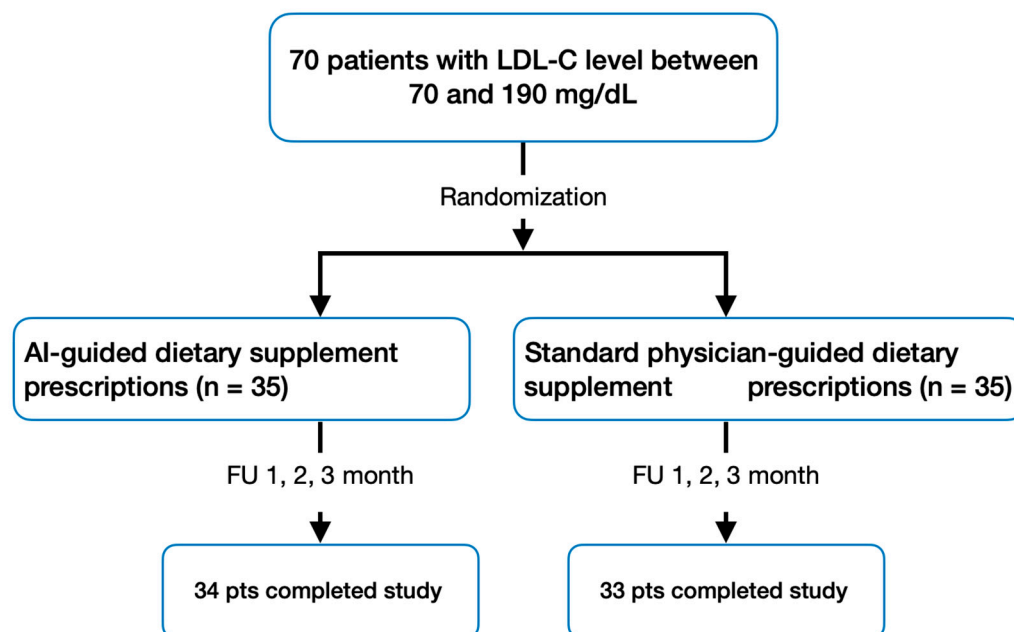 70 patients with LDL-C level between
70 and 190 mg/dL
Randomization
AI-guided dietary supplement
prescriptions (n = 35)
Standard physician-guided dietary
supplement prescriptions (n = 35)
FU 1, 2, 3 month
FU 1, 2, 3 month
34 pts completed study
33 pts completed study